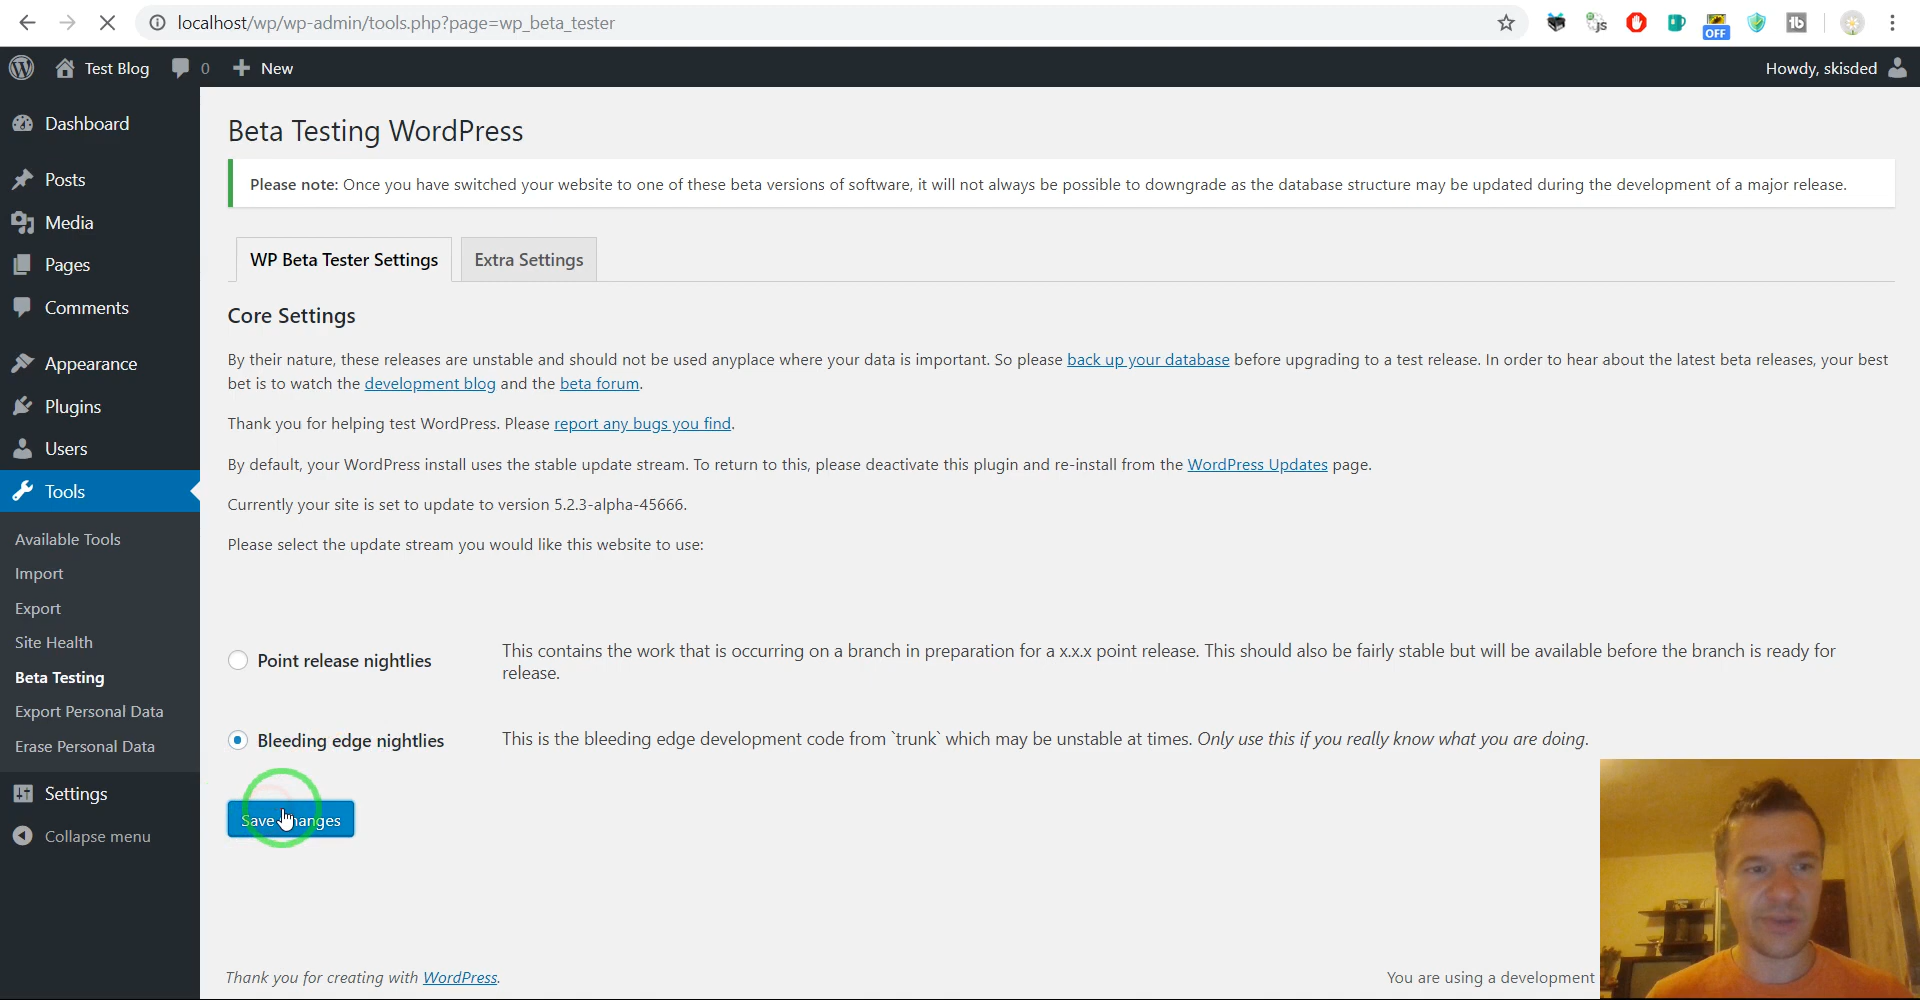 localhost/wp/wp-admin/tools.php?page=wp_beta_tester
js
OFF
tb
Test Blog
0
New
Howdy, skisded
Dashboard
Posts
Media
Pages
Comments
Appearance
Plugins
Users
Tools
Available Tools
Import
Export
Site Health
Beta Testing
Export Personal Data
Erase Personal Data
Settings
Collapse menu
Beta Testing WordPress
Please note: Once you have switched your website to one of these beta versions of software, it will not always be possible to downgrade as the database structure may be updated during the development of a major release.
WP Beta Tester Settings
Extra Settings
Core Settings
By their nature, these releases are unstable and should not be used anyplace where your data is important. So please back up your database before upgrading to a test release. In order to hear about the latest beta releases, your best
bet is to watch the development blog and the beta forum.
Thank you for helping test WordPress. Please report any bugs you find.
By default, your WordPress install uses the stable update stream. To return to this, please deactivate this plugin and re-install from the WordPress Updates page.
Currently your site is set to update to version 5.2.3-alpha-45666.
Please select the update stream you would like this website to use:
Point release nightlies
This contains the work that is occurring on a branch in preparation for a x.x.x point release. This should also be fairly stable but will be available before the branch is ready for
release.
Bleeding edge nightlies
This is the bleeding edge development code from `trunk` which may be unstable at times. Only use this if you really know what you are doing.
Save Changes
Thank you for creating with WordPress.
You are using a development